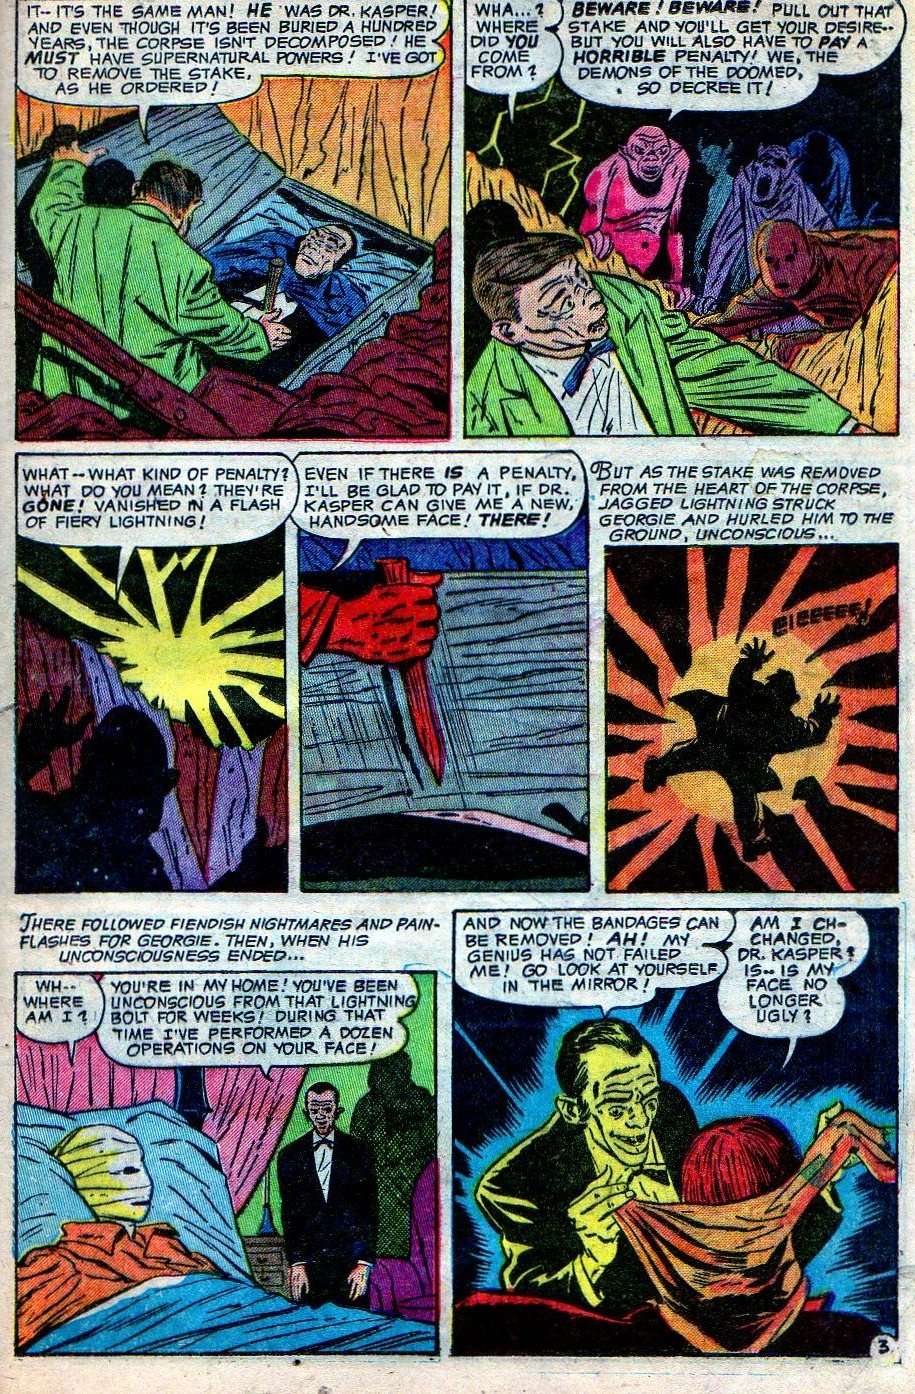 IT--IT'S THE SAME MAN! HE WAS DR. KASPER!
AND EVEN THOUGH IT'S BEEN BURIED A HUNDRED
YEARS, THE CORPSE ISN'T DECOMPOSED! HE
MUST HAVE SUPERNATURAL POWERS! I'VE GOT
TO REMOVE THE STAKE,
AS HE ORDERED!
WHA...?
WHERE
DID YOU
COME
FROM?
BEWARE! BEWARE! PULL OUT THAT
STAKE AND YOU'LL GET YOUR DESIRE--
BUT YOU WILL ALSO HAVE TO PAY A
HORRIBLE PENALTY! WE, THE
DEMONS OF THE DOOMED,
SO DECREE IT!
WHAT--WHAT KIND OF PENALTY?
WHAT DO YOU MEAN? THEY'RE
GONE! VANISHED IN A FLASH
OF FIERY LIGHTNING!
EVEN IF THERE IS A PENALTY,
I'LL BE GLAD TO PAY IT, IF DR.
KASPER CAN GIVE ME A NEW,
HANDSOME FACE! THERE!
BUT AS THE STAKE WAS REMOVED
FROM THE HEART OF THE CORPSE,
JAGGED LIGHTNING STRUCK
GEORGIE AND HURLED HIM TO THE
GROUND, UNCONSCIOUS...
EIEEEEE!
THERE FOLLOWED FIENDISH NIGHTMARES AND PAIN-
FLASHES FOR GEORGIE. THEN, WHEN HIS
UNCONSCIOUSNESS ENDED...
WH--
WHERE
AM I?
YOU'RE IN MY HOME! YOU'VE BEEN
UNCONSCIOUS FROM THAT LIGHTNING
BOLT FOR WEEKS! DURING THAT
TIME I'VE PERFORMED A DOZEN
OPERATIONS ON YOUR FACE!
AND NOW THE BANDAGES CAN
BE REMOVED! AH! MY
GENIUS HAS NOT FAILED
ME! GO LOOK AT YOURSELF
IN THE MIRROR!
AM I CH-
CHANGED,
DR. KASPER?
IS-- IS MY
FACE NO
LONGER
UGLY?
3